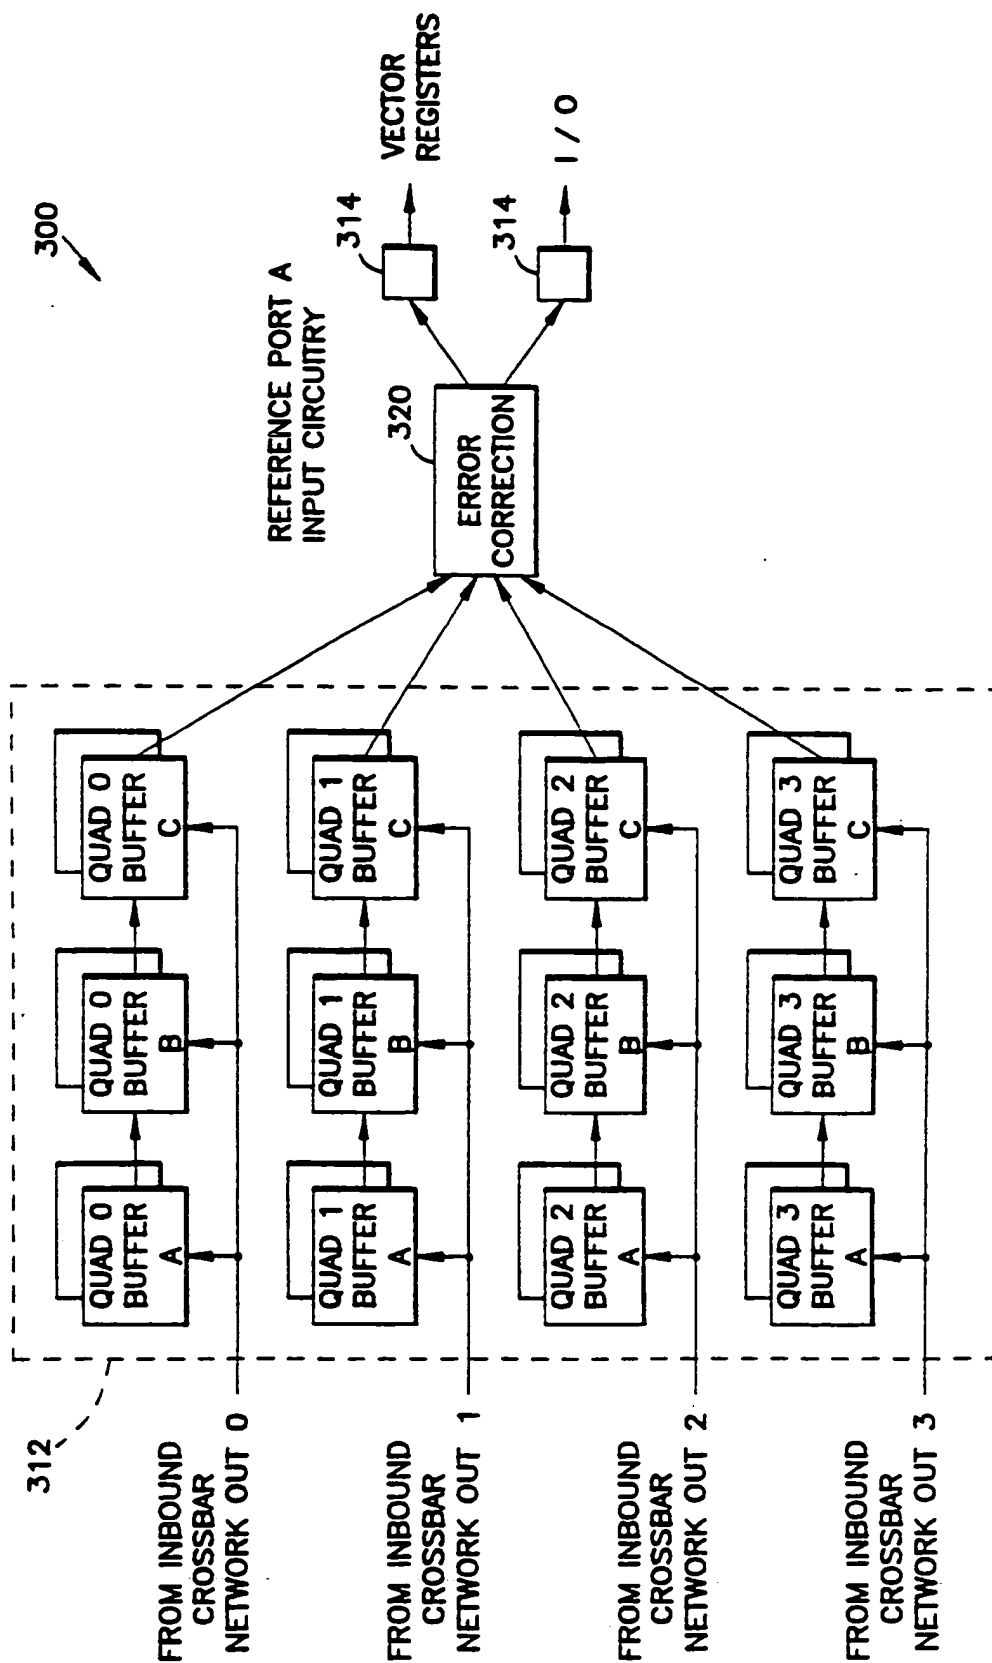 300
REFERENCE PORT A
INPUT CIRCUITRY
312
FROM INBOUND
CROSSBAR
NETWORK OUT 0
QUAD 0
BUFFER
A
QUAD 0
BUFFER
B
QUAD 0
BUFFER
C
FROM INBOUND
CROSSBAR
NETWORK OUT 1
QUAD 1
BUFFER
A
QUAD 1
BUFFER
B
QUAD 1
BUFFER
C
FROM INBOUND
CROSSBAR
NETWORK OUT 2
QUAD 2
BUFFER
A
QUAD 2
BUFFER
B
QUAD 2
BUFFER
C
FROM INBOUND
CROSSBAR
NETWORK OUT 3
QUAD 3
BUFFER
A
QUAD 3
BUFFER
B
QUAD 3
BUFFER
C
320
ERROR
CORRECTION
314
VECTOR
REGISTERS
314
I / O